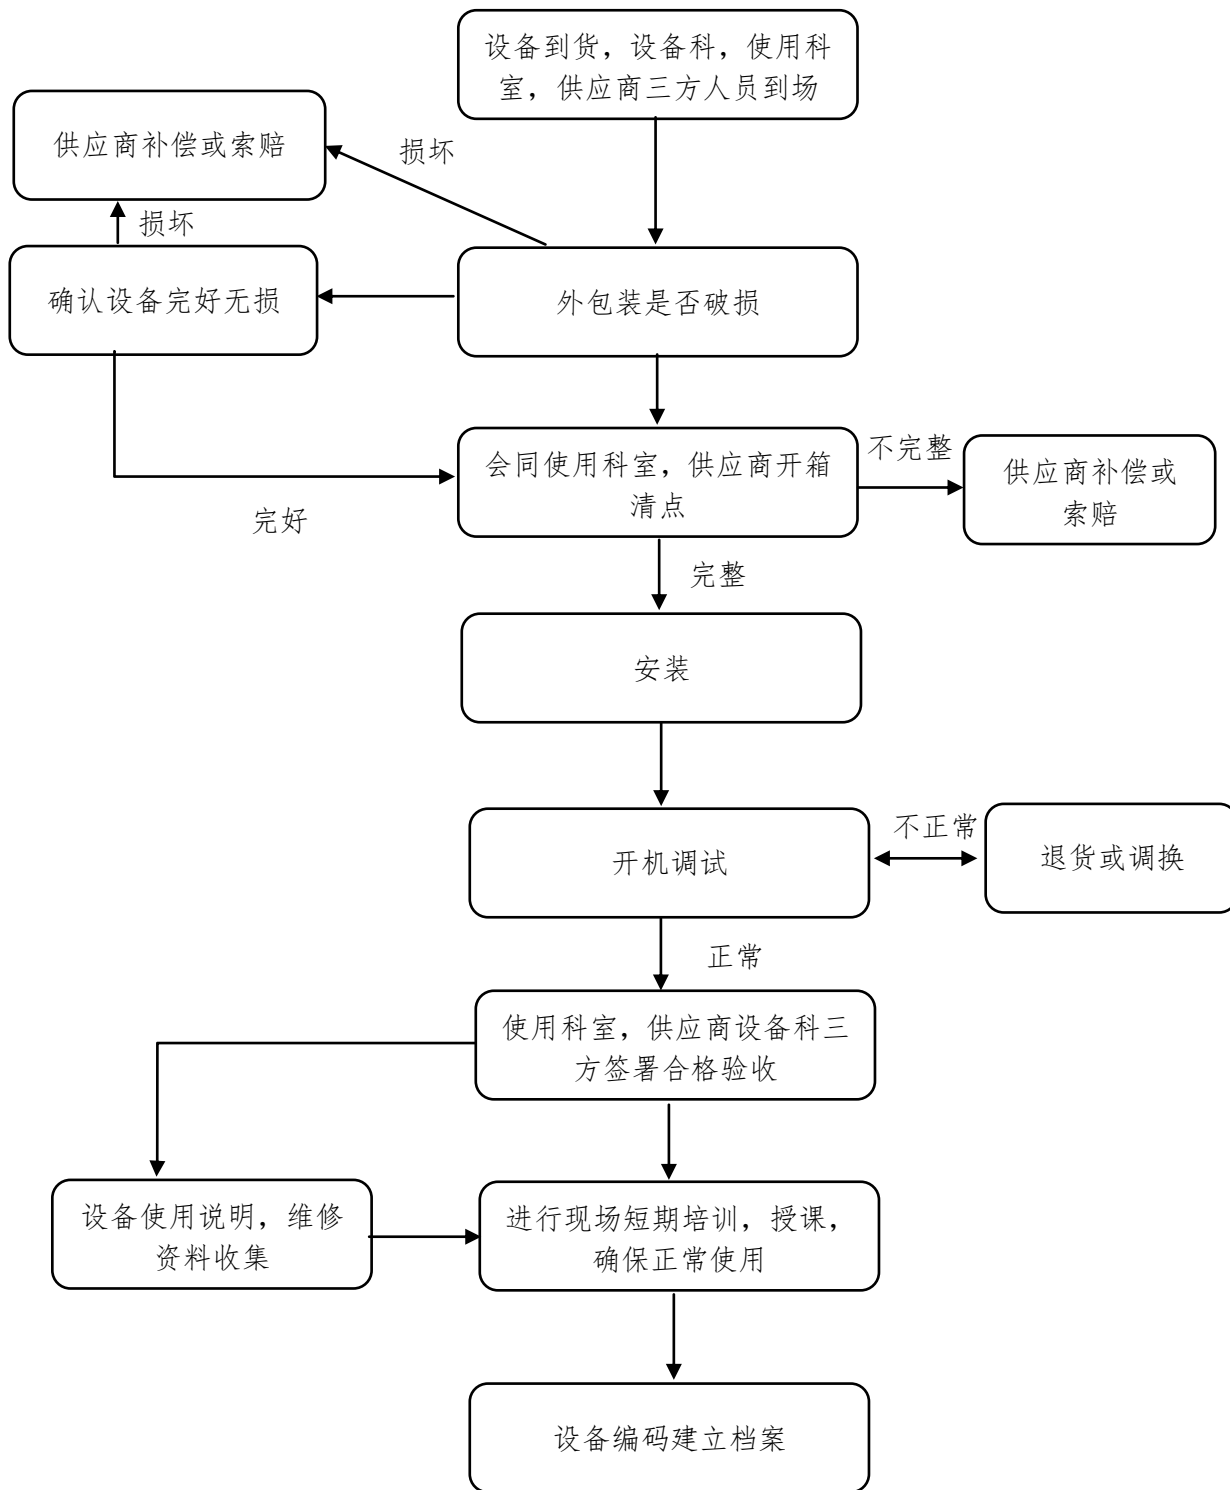 设备到货，设备科，使用科
室，供应商三方人员到场
供应商补偿或索赔
损坏
损坏
确认设备完好无损
外包装是否破损
会同使用科室，供应商开箱
清点
不完整
供应商补偿或
索赔
完好
完整
安装
开机调试
不正常
退货或调换
正常
使用科室，供应商设备科三
方签署合格验收
设备使用说明，维修
资料收集
进行现场短期培训，授课，
确保正常使用
设备编码建立档案